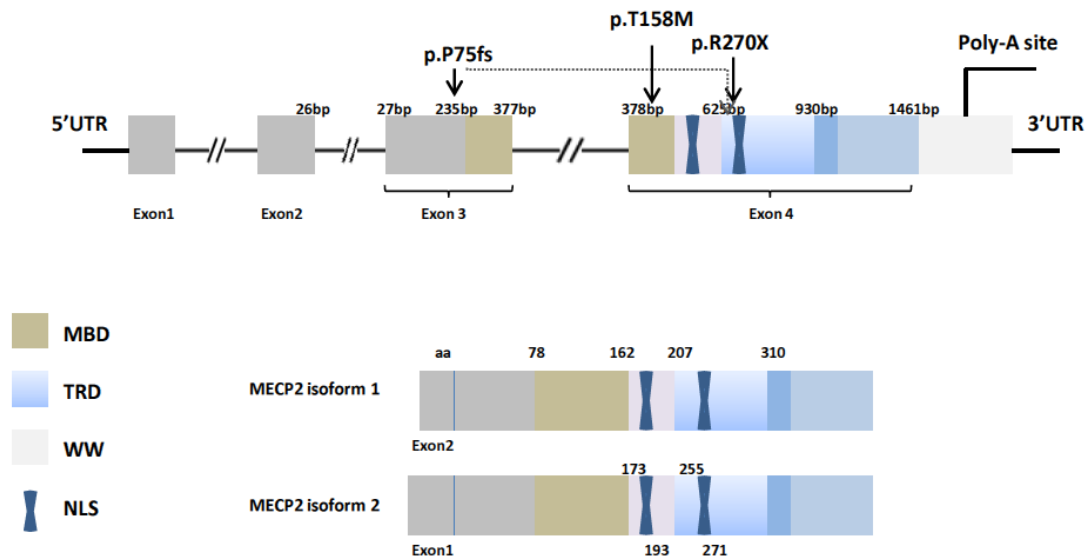 p.T158M
p.P75fs
p.R270X
Poly-A site
5'UTR
26bp
27bp
235bp
377bp
378bp
625bp
930bp
1461bp
3'UTR
Exon1
Exon2
Exon 3
Exon 4
MBD
TRD
WW
NLS
aa
78
162
207
310
MECP2 isoform 1
Exon2
173
255
MECP2 isoform 2
Exon1
193
271